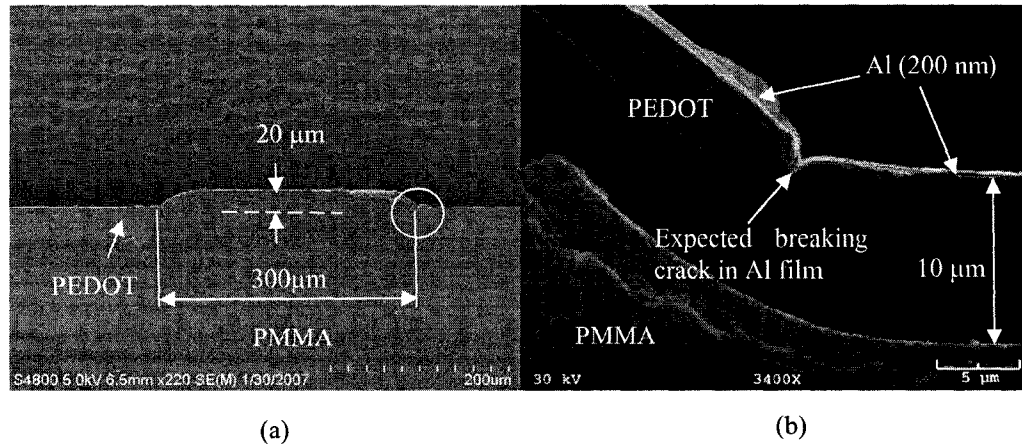 20 μm
PEDOT
300μm
PMMA
S4800 5.0kV 6.5mm x220 SE(M) 1/30/2007
200um
(a)
Al (200 nm)
PEDOT
Expected breaking
crack in Al film
10 μm
PMMA
30 kV
3400X
5 μm
(b)